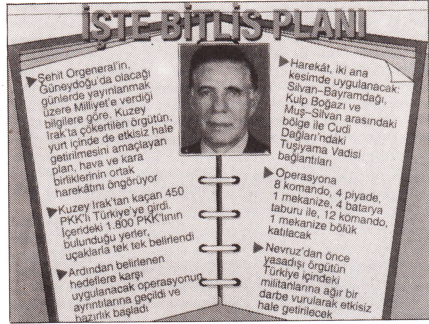 İŞTE BİTLİS PLANI
Şehit Orgeneral'in,
Güneydoğu'da olacağı
günlerde yayınlanmak
üzere Milliyet'e verdiği
bilgilere göre. Kuzey
Irak'ta çökertilen örgütün,
yurt içinde de etkisiz hale
getirilmesini amaçlayan
plan, hava ve kara
birliklerinin ortak
harekâtını öngörüyor
Kuzey Irak'tan kaçan 450
PKK'lı Türkiye'ye girdi.
İçerideki 1.800 PKK'lının
bulunduğu yerler,
uçaklarla tek tek belirlendi
Ardından belirlenen
hedeflere karşı
uygulanacak operasyonun
ayrıntılarına geçildi ve
hazırlık başladı
Harekât, iki ana
kesimde uygulanacak:
Silvan-Bayramdağı,
Kulp Boğazı ve
Muş-Silvan arasındaki
bölge ile Cudi
Dağları'ndaki
Tuşiyama Vadisi
bağlantıları
Operasyona
8 komando, 4 piyade,
1 mekanize, 4 batarya
taburu ile, 12 komando,
1 mekanize bölük
katılacak
Nevruz'dan önce
yasadışı örgütün
Türkiye içindeki
militanlarına ağır bir
darbe vurularak etkisiz
hale getirilecek